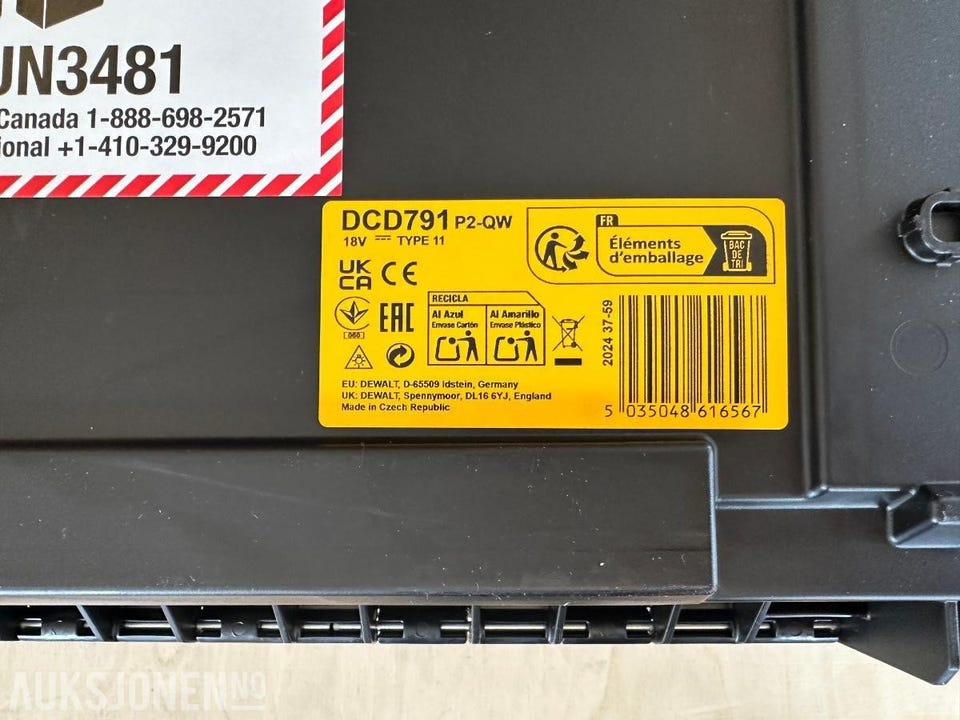 UN3481
Canada 1-888-698-2571
ional +1-410-329-9200
DCD791 P2-QW
18V TYPE 11
FR
Éléments
d'emballage
BAC
DE
TRI
UK
CA CE
EAC
060
RECICLA
Al Azul
Envase Cartón
Al Amarillo
Envase Plástico
2024 37-59
EU: DEWALT, D-65509 Idstein, Germany
UK: DEWALT, Spennymoor, DL16 6YJ, England
Made in Czech Republic
5 035048 616567
AUKSJONEN NO